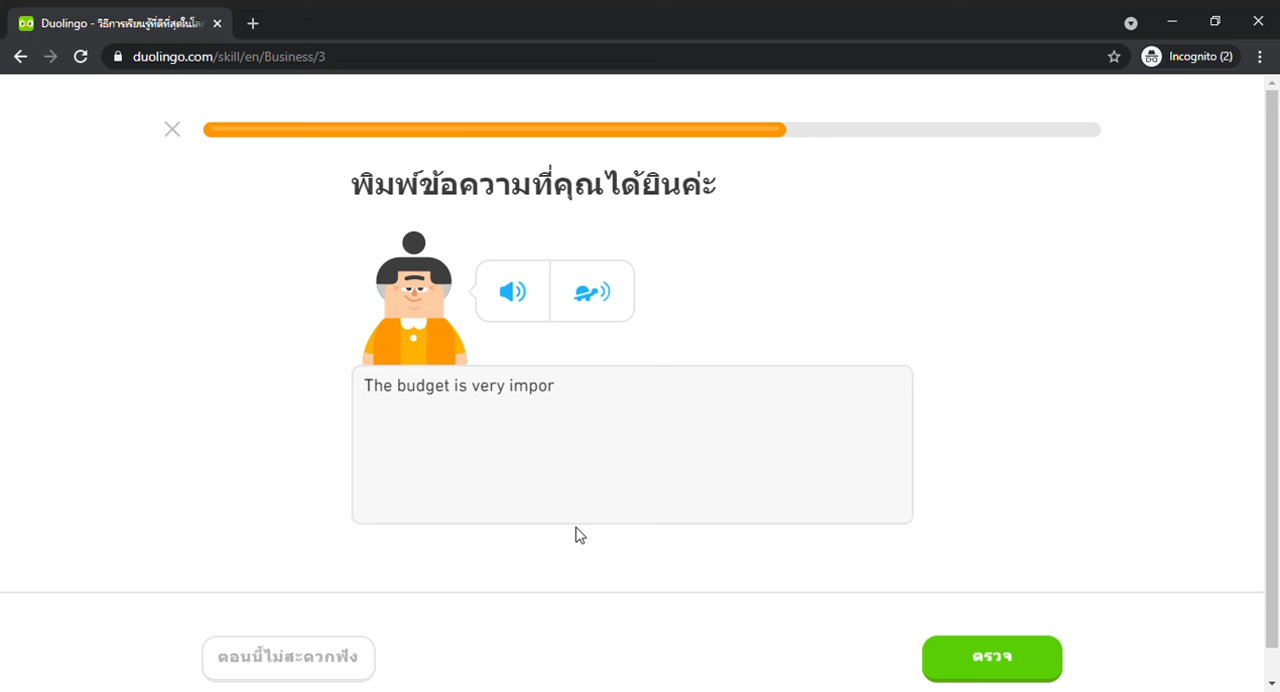 Duolingo - วิธีการเรียนรู้ที่ดีที่สุดในโล
duolingo.com/skill/en/Business/3
Incognito (2)
พิมพ์ข้อความที่คุณได้ยินค่ะ
The budget is very impor
ตอนนี้ไม่สะดวกฟัง
ตรวจ